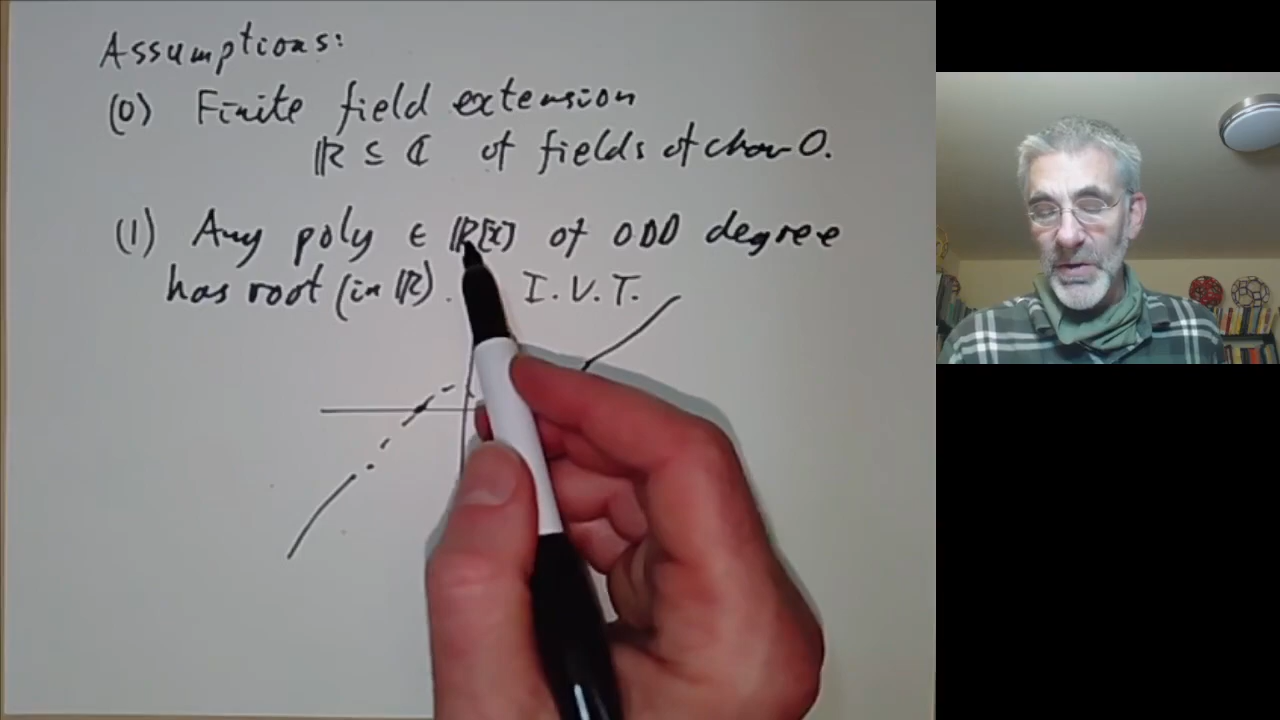 Assumptions:
(0) Finite field extension
ℝ ⊆ ℂ of fields of char 0.
(1) Any poly ∈ ℝ[x] of ODD degree
has root (in ℝ). I.V.T.